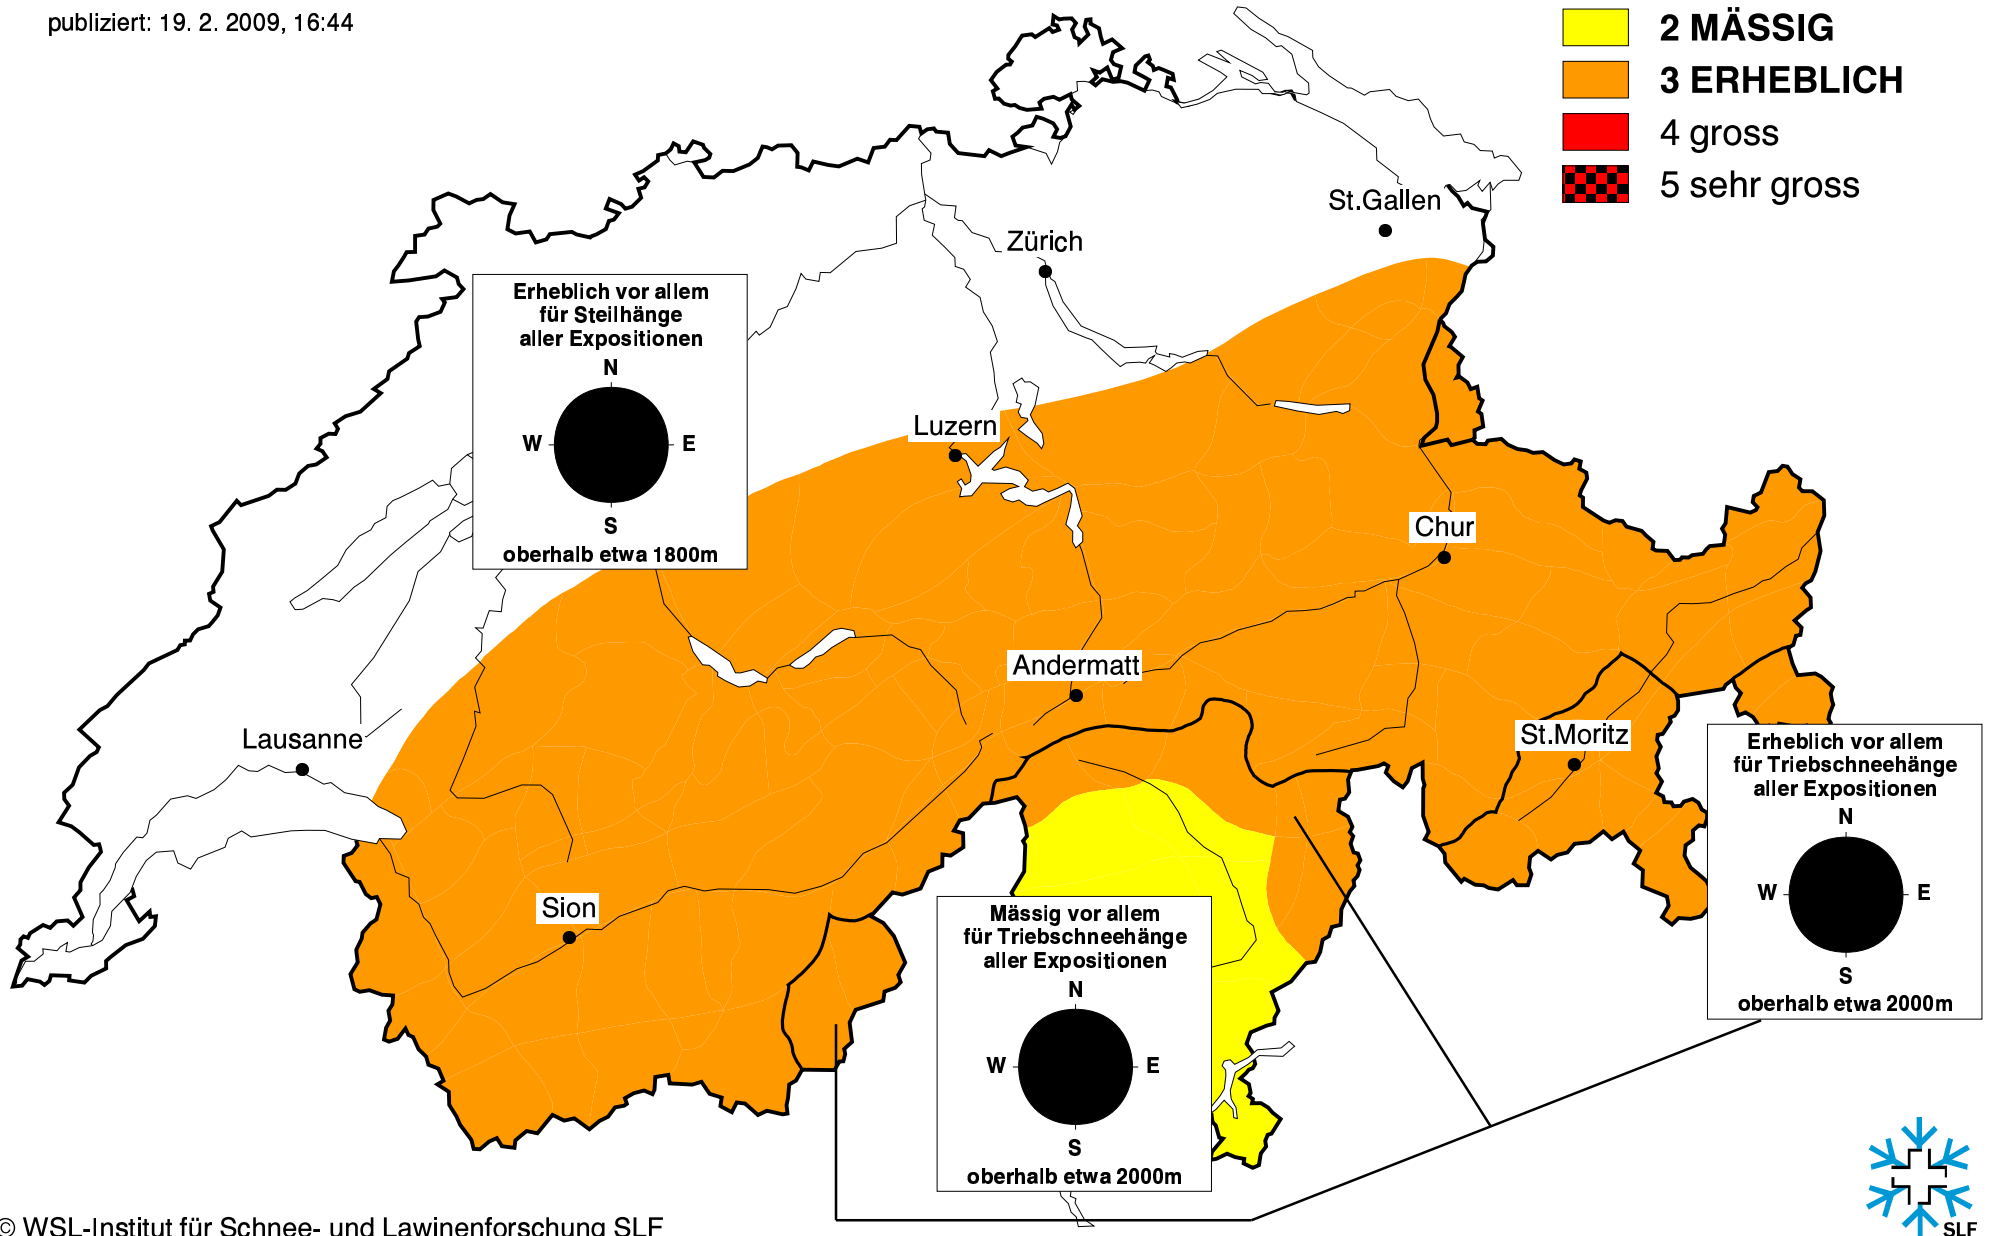 publiziert: 19. 2. 2009, 16:44
2 MÄSSIG
3 ERHEBLICH
4 gross
5 sehr gross
St.Gallen
Zürich
Erheblich vor allem
für Steilhänge
aller Expositionen
N
W E
S
oberhalb etwa 1800m
Luzern
Chur
Andermatt
Lausanne
St.Moritz
Erheblich vor allem
für Triebschneehänge
aller Expositionen
N
W E
S
oberhalb etwa 2000m
Sion
Mässig vor allem
für Triebschneehänge
aller Expositionen
N
W E
S
oberhalb etwa 2000m
© WSL-Institut für Schnee- und Lawinenforschung SLF
SLF